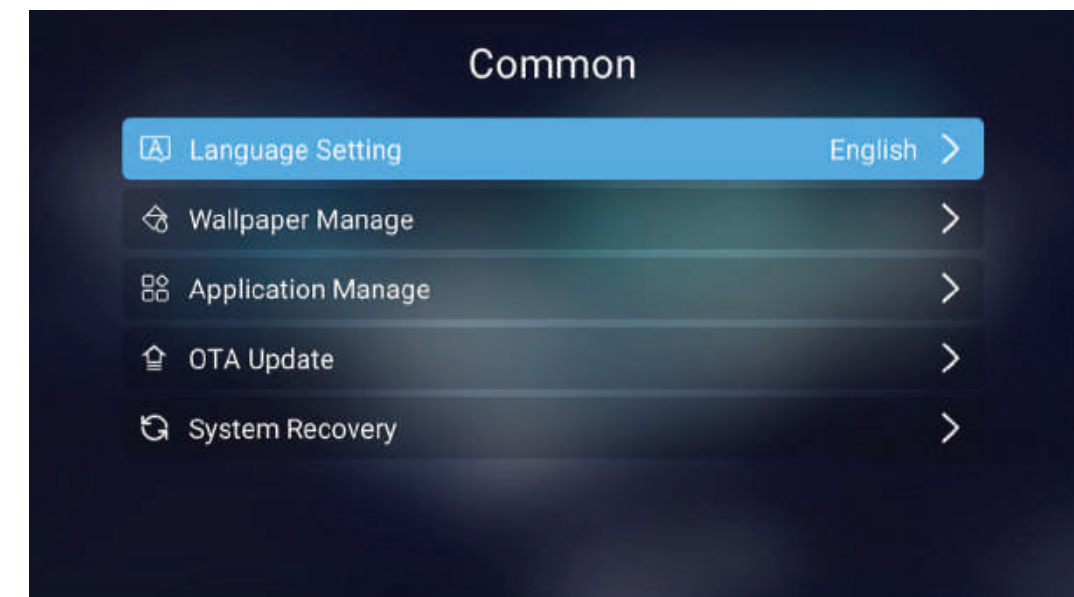 Common
Language Setting English
Wallpaper Manage
Application Manage
OTA Update
System Recovery